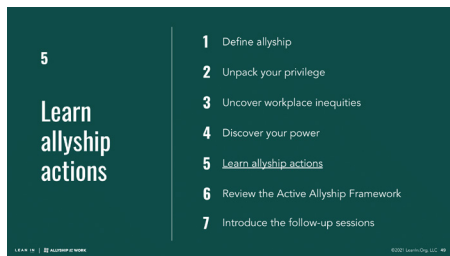 5
Learn
allyship
actions
1 Define allyship
2 Unpack your privilege
3 Uncover workplace inequities
4 Discover your power
5 Learn allyship actions
6 Review the Active Allyship Framework
7 Introduce the follow-up sessions
LEAN IN | ALLYSHIP AT WORK
©2021 LeanIn.Org, LLC 49